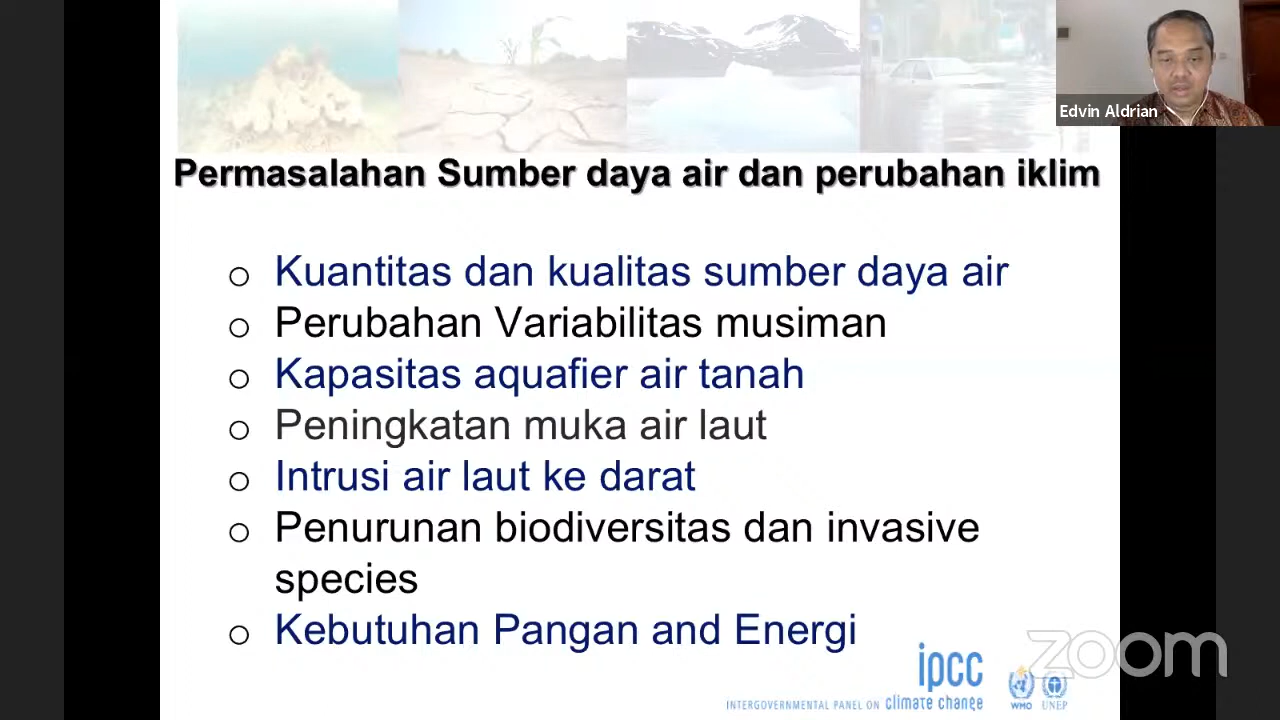 Edvin Aldrian
Permasalahan Sumber daya air dan perubahan iklim
Kuantitas dan kualitas sumber daya air
Perubahan Variabilitas musiman
Kapasitas aquafier air tanah
Peningkatan muka air laut
Intrusi air laut ke darat
Penurunan biodiversitas dan invasive
species
Kebutuhan Pangan and Energi
ipcc
INTERGOVERNMENTAL PANEL ON climate change
WMO UNEP
zoom